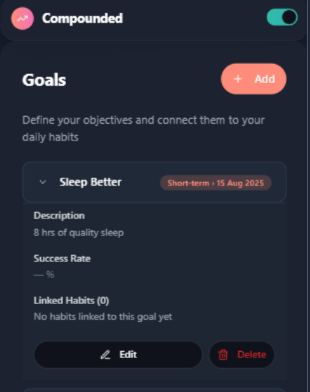 Compounded
Goals
+ Add
Define your objectives and connect them to your
daily habits
Sleep Better
Short-term › 15 Aug 2025
Description
8 hrs of quality sleep
Success Rate
— %
Linked Habits (0)
No habits linked to this goal yet
Edit
Delete